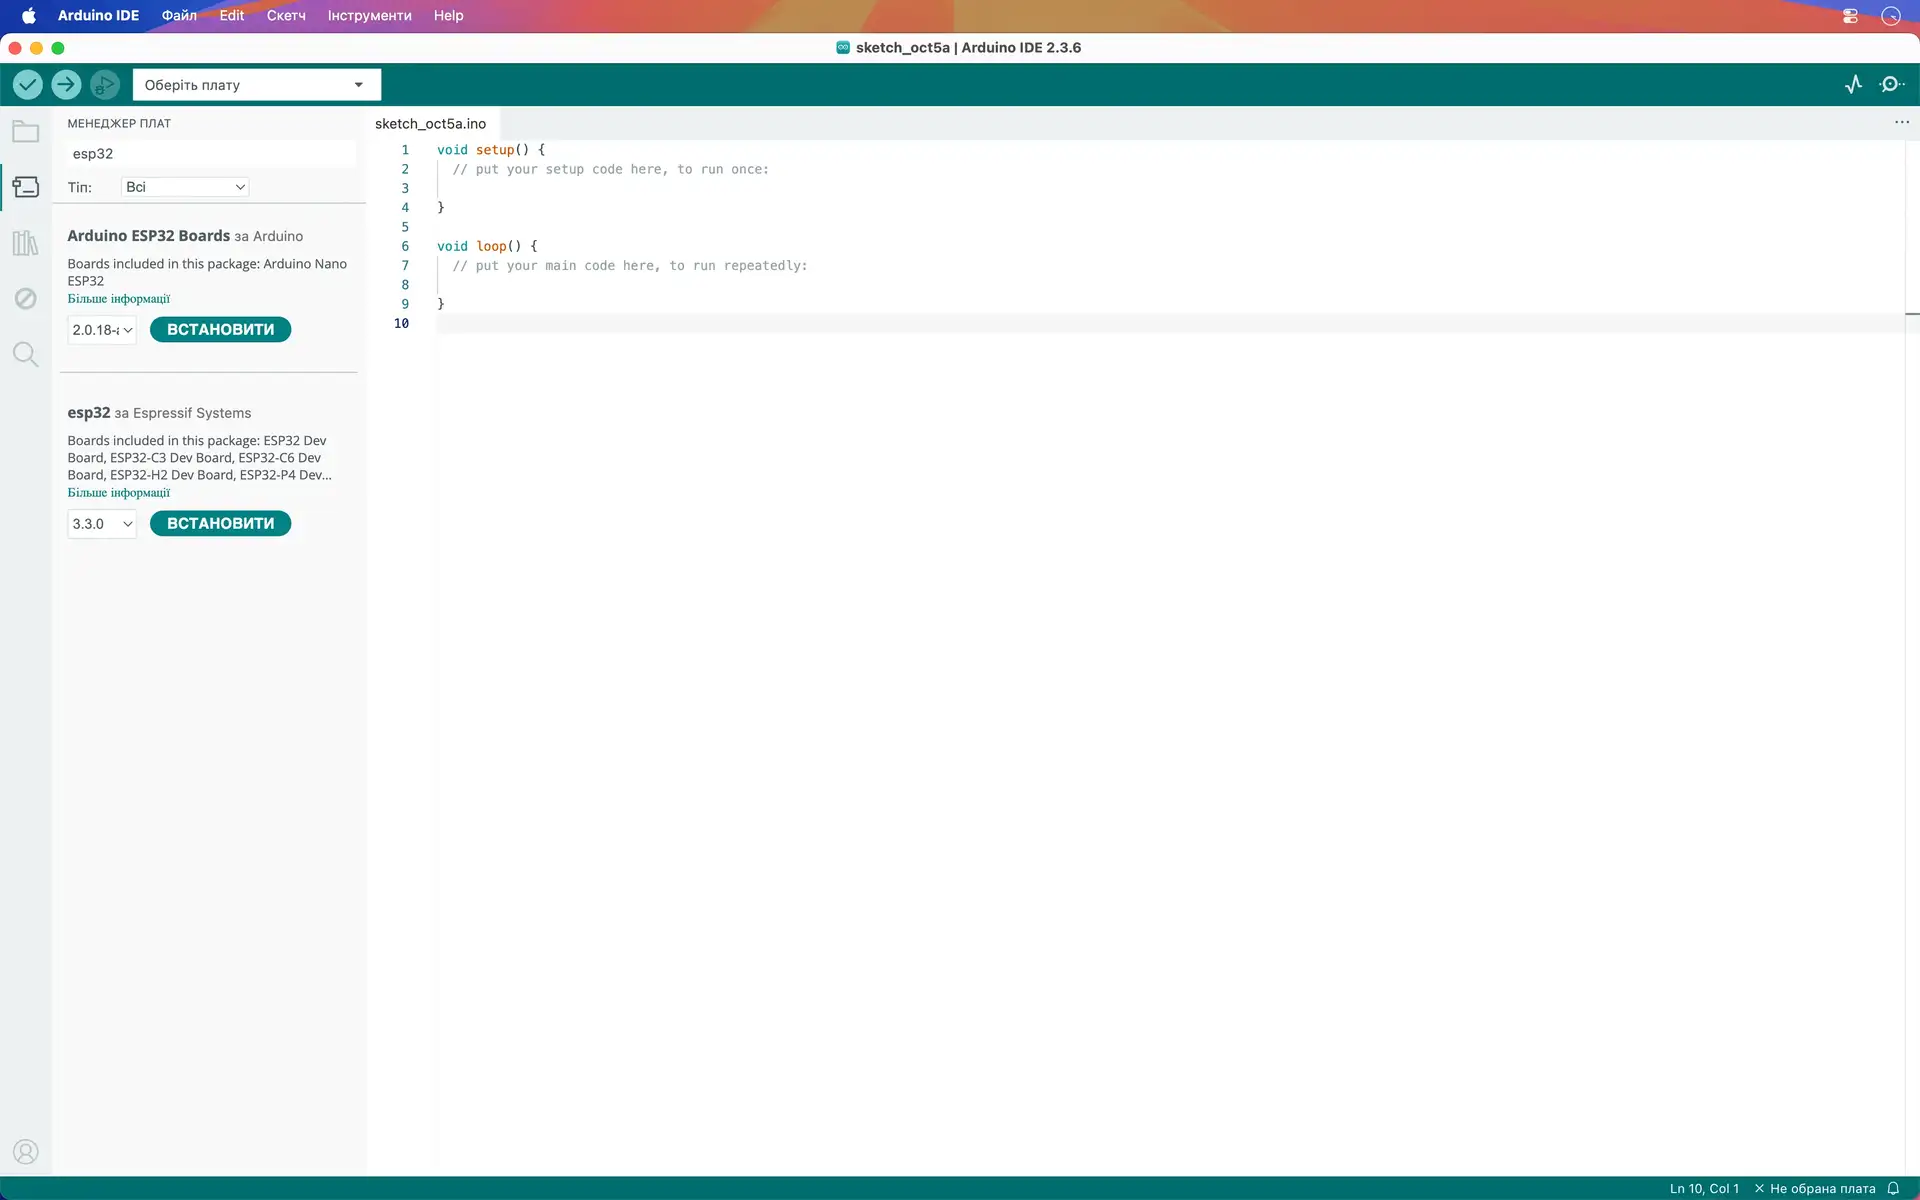 Arduino IDE Файл Edit Скетч Інструменти Help
sketch_oct5a | Arduino IDE 2.3.6
Оберіть плату
МЕНЕДЖЕР ПЛАТ
esp32
Тіп: Всі
Arduino ESP32 Boards за Arduino
Boards included in this package: Arduino Nano
ESP32
Більше інформації
2.0.18-a ВСТАНОВИТИ
esp32 за Espressif Systems
Boards included in this package: ESP32 Dev
Board, ESP32-C3 Dev Board, ESP32-C6 Dev
Board, ESP32-H2 Dev Board, ESP32-P4 Dev...
Більше інформації
3.3.0 ВСТАНОВИТИ
sketch_oct5a.ino
1 void setup() {
2 // put your setup code here, to run once:
3
4 }
5
6 void loop() {
7 // put your main code here, to run repeatedly:
8
9 }
10
Ln 10, Col 1 × Не обрана плата